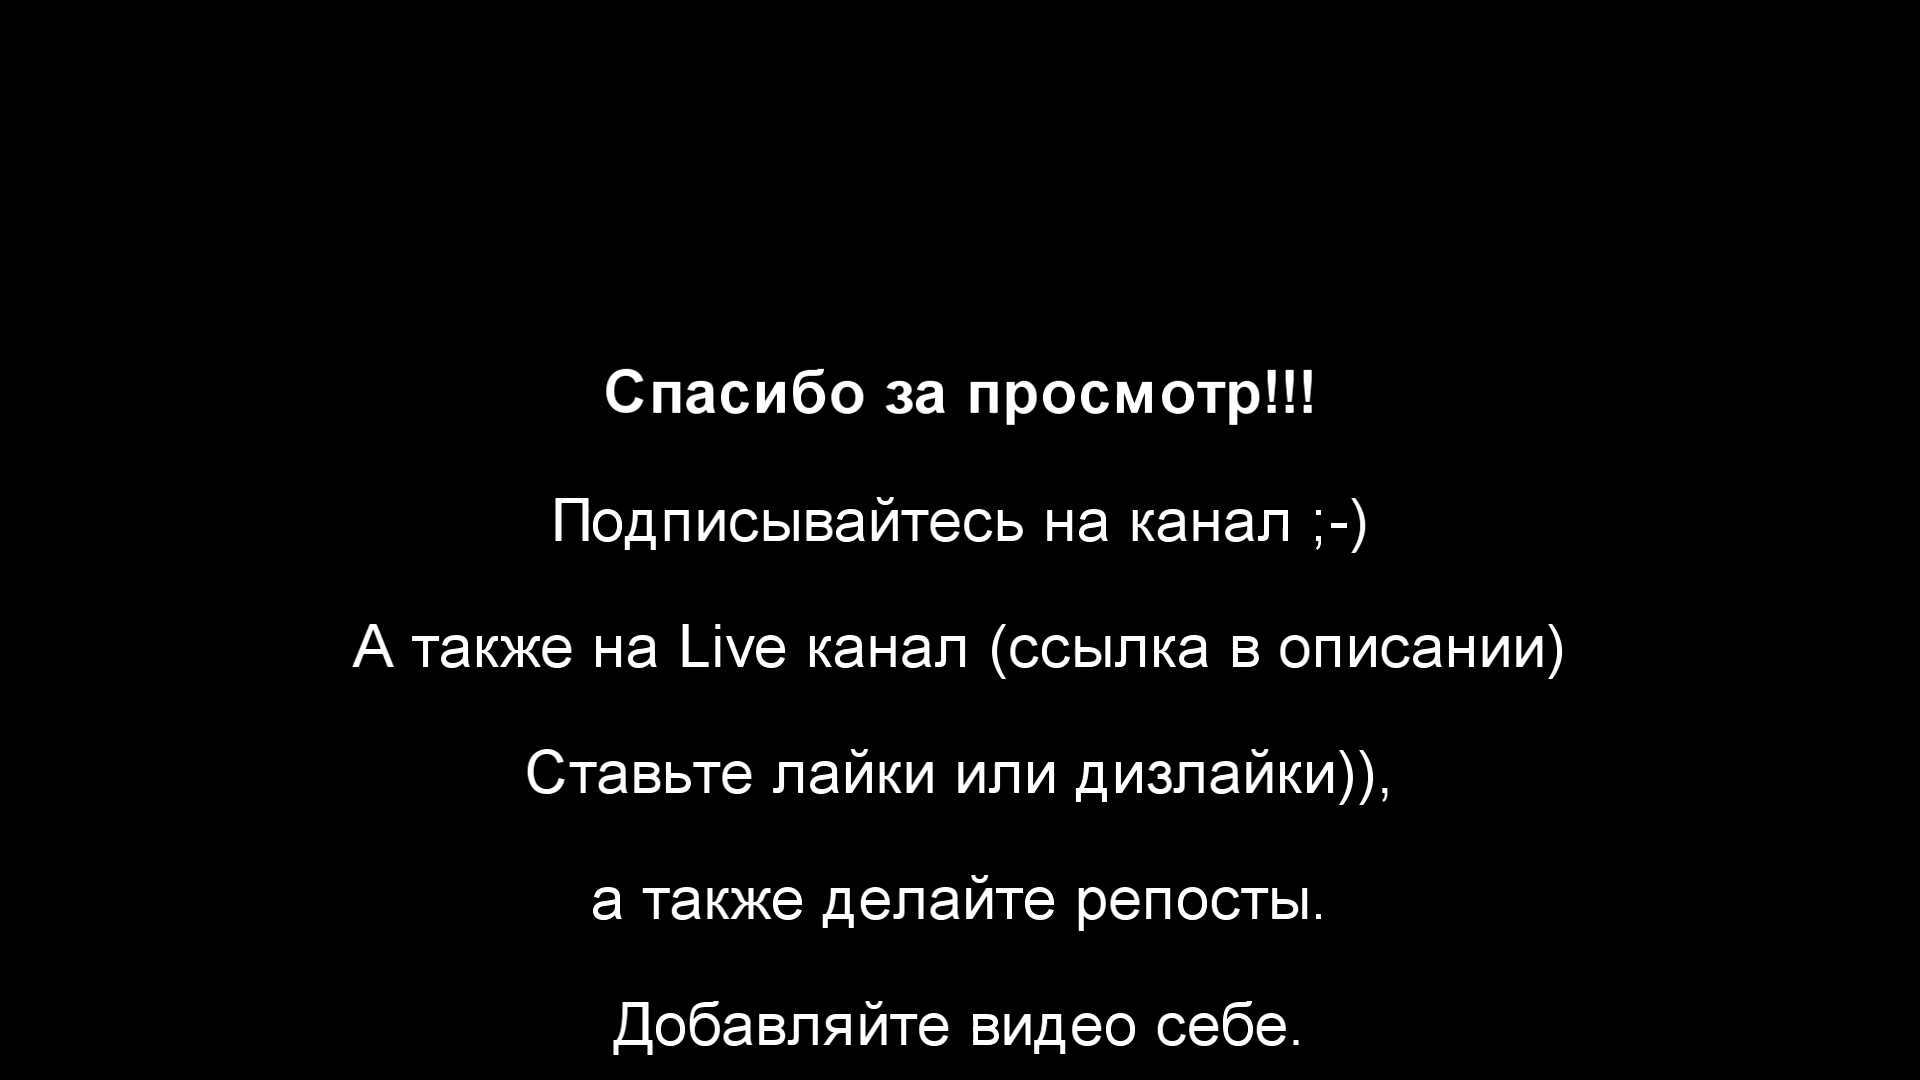 Спасибо за просмотр!!!
Подписывайтесь на канал ;-)
А также на Live канал (ссылка в описании)
Ставьте лайки или дизлайки)),
а также делайте репосты.
Добавляйте видео себе.